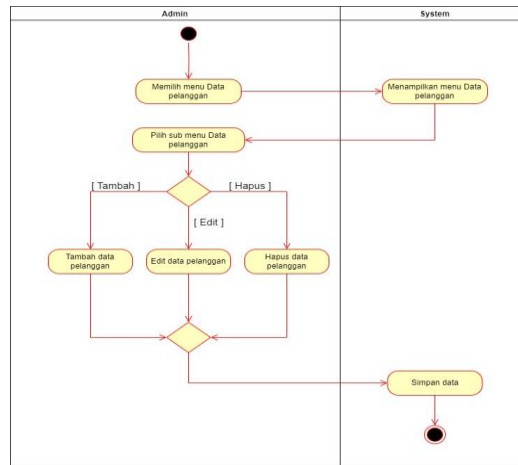 Admin
System
Memilih menu Data
pelanggan
Menampilkan menu Data
pelanggan
Pilih sub menu Data
pelanggan
[ Tambah ]
[ Hapus ]
[ Edit ]
Tambah data
pelanggan
Edit data pelanggan
Hapus data
pelanggan
Simpan data